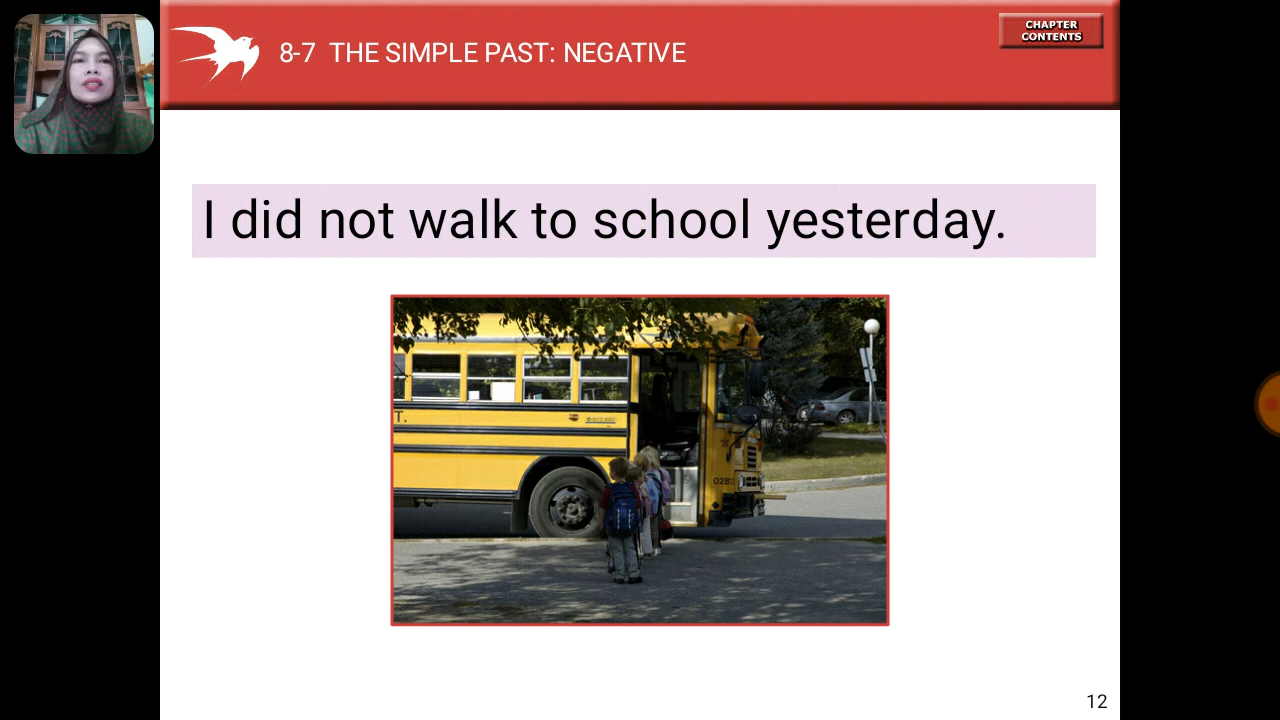 8-7 THE SIMPLE PAST: NEGATIVE
CHAPTER
CONTENTS
I did not walk to school yesterday.
T.
12